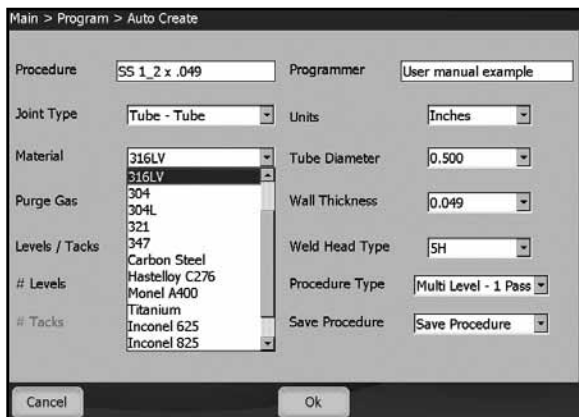 Main > Program > Auto Create
Procedure SS 1_2 x .049 Programmer User manual example
Joint Type Tube - Tube Units Inches
Material 316LV Tube Diameter 0.500
316LV
304
Purge Gas 304L Wall Thickness 0.049
321
347
Levels / Tacks Carbon Steel Weld Head Type 5H
Hastelloy C276
# Levels Monel A400 Procedure Type Multi Level - 1 Pass
Titanium
# Tacks Inconel 625 Save Procedure Save Procedure
Inconel 825
Cancel Ok